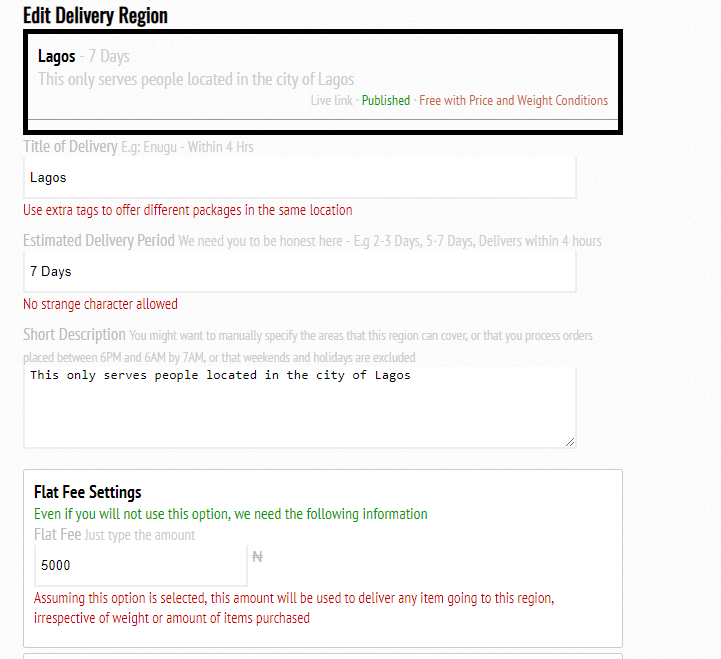 Edit Delivery Region
Lagos - 7 Days
This only serves people located in the city of Lagos
Live link · Published · Free with Price and Weight Conditions
Title of Delivery E.g: Enugu - Within 4 Hrs
Lagos
Use extra tags to offer different packages in the same location
Estimated Delivery Period We need you to be honest here - E.g 2-3 Days, 5-7 Days, Delivers within 4 hours
7 Days
No strange character allowed
Short Description You might want to manually specify the areas that this region can cover, or that you process orders
placed between 6PM and 6AM by 7AM, or that weekends and holidays are excluded
This only serves people located in the city of Lagos
Flat Fee Settings
Even if you will not use this option, we need the following information
Flat Fee Just type the amount
5000 ₦
Assuming this option is selected, this amount will be used to deliver any item going to this region,
irrespective of weight or amount of items purchased